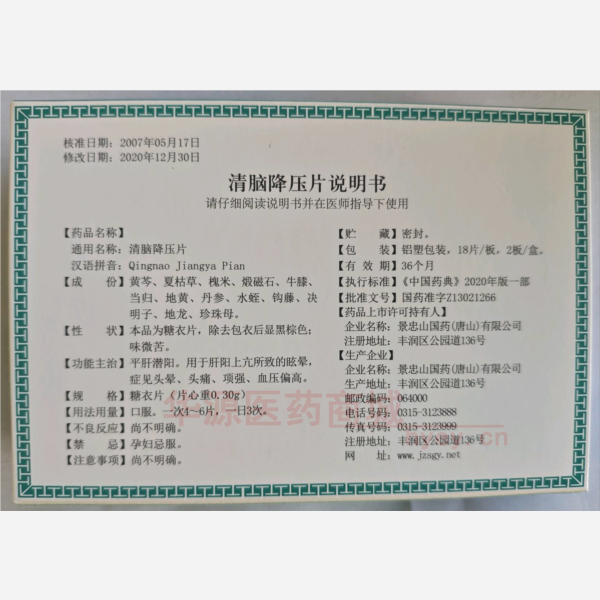 核准日期：2007年05月17日
修改日期：2020年12月30日
清脑降压片说明书
请仔细阅读说明书并在医师指导下使用
【药品名称】
通用名称：清脑降压片
汉语拼音：Qingnao Jiangya Pian
【成 份】黄芩、夏枯草、槐米、煅磁石、牛膝、
当归、地黄、丹参、水蛭、钩藤、决
明子、地龙、珍珠母。
【性 状】本品为糖衣片，除去包衣后显黑棕色；
味微苦。
【功能主治】平肝潜阳。用于肝阳上亢所致的眩晕，
症见头晕、头痛、项强、血压偏高。
【规 格】糖衣片（片心重0.30g）
【用法用量】口服。一次4～6片，一日3次。
【不良反应】尚不明确。
【禁 忌】孕妇忌服。
【注意事项】尚不明确。
【贮 藏】密封。
【包 装】铝塑包装，18片/板，2板/盒。
【有 效 期】36个月
【执行标准】《中国药典》2020年版一部
【批准文号】国药准字Z13021266
【药品上市许可持有人】
企业名称：景忠山国药(唐山)有限公司
注册地址：丰润区公园道136号
【生产企业】
企业名称：景忠山国药(唐山)有限公司
生产地址：丰润区公园道136号
邮政编码：064000
电话号码：0315-3123888
传真号码：0315-3123999
注册地址：丰润区公园道136号
网 址：www.jzsgy.net
华源医药商城